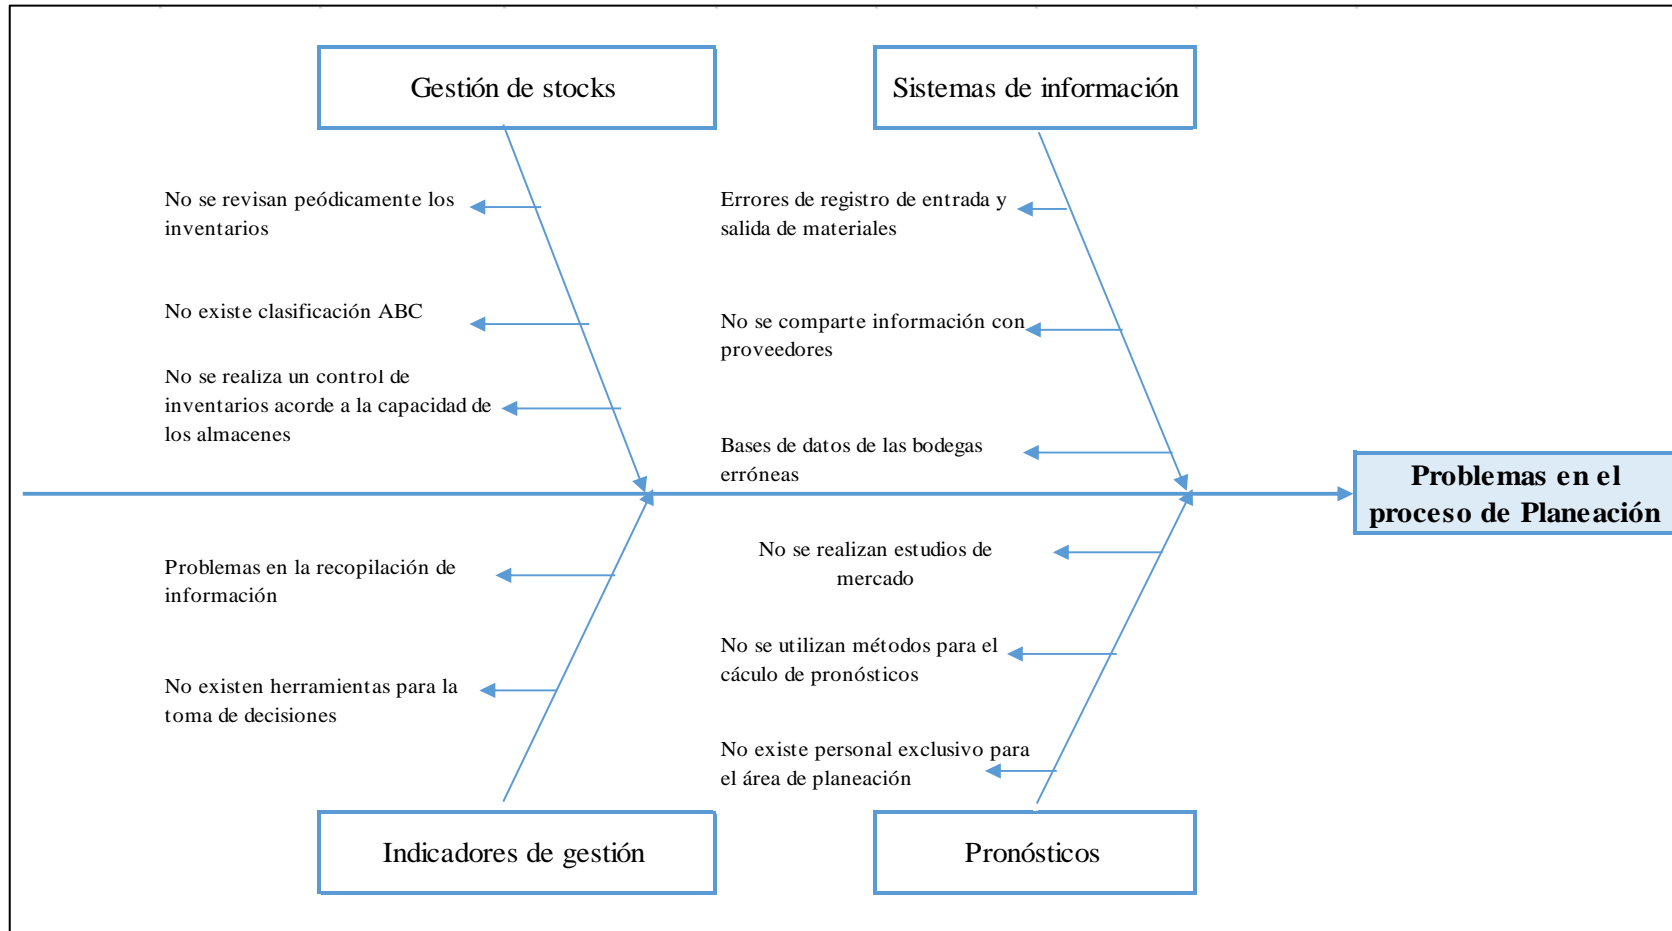 Gestión de stocks
Sistemas de información
No se revisan peódicamente los
inventarios
Errores de registro de entrada y
salida de materiales
No existe clasificación ABC
No se comparte información con
proveedores
No se realiza un control de
inventarios acorde a la capacidad de
los almacenes
Bases de datos de las bodegas
erróneas
Problemas en el
proceso de Planeación
Problemas en la recopilación de
información
No se realizan estudios de
mercado
No existen herramientas para la
toma de decisiones
No se utilizan métodos para el
cáculo de pronósticos
No existe personal exclusivo para
el área de planeación
Indicadores de gestión
Pronósticos